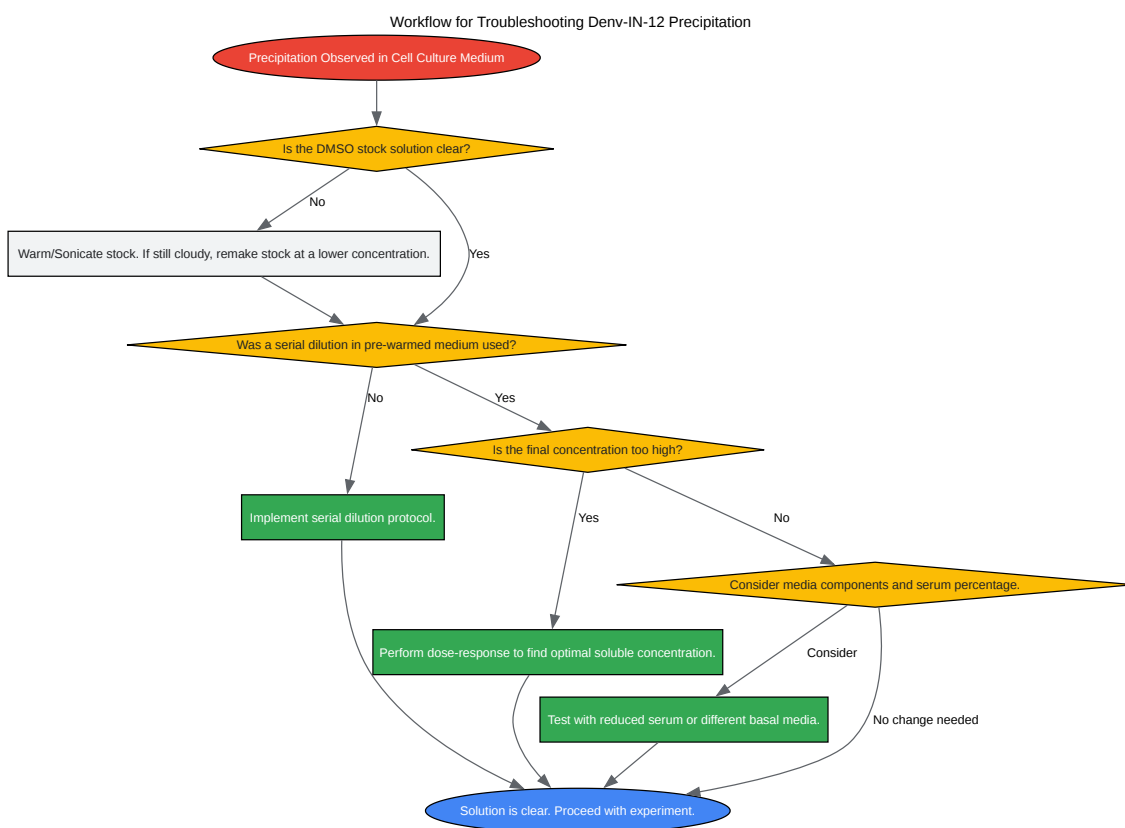 Workflow for Troubleshooting Denv-IN-12 Precipitation
Precipitation Observed in Cell Culture Medium
Is the DMSO stock solution clear?
No
Warm/Sonicate stock. If still cloudy, remake stock at a lower concentration.
Yes
Was a serial dilution in pre-warmed medium used?
No
Yes
Is the final concentration too high?
Implement serial dilution protocol.
Yes
No
Consider media components and serum percentage.
Perform dose-response to find optimal soluble concentration.
Consider
Test with reduced serum or different basal media.
No change needed
Solution is clear. Proceed with experiment.